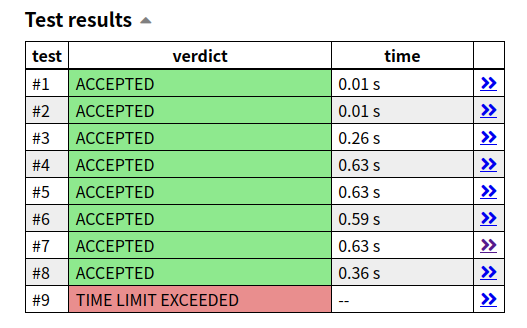 Test results
test verdict time
#1 ACCEPTED 0.01 s »
#2 ACCEPTED 0.01 s »
#3 ACCEPTED 0.26 s »
#4 ACCEPTED 0.63 s »
#5 ACCEPTED 0.63 s »
#6 ACCEPTED 0.59 s »
#7 ACCEPTED 0.63 s »
#8 ACCEPTED 0.36 s »
#9 TIME LIMIT EXCEEDED -- »